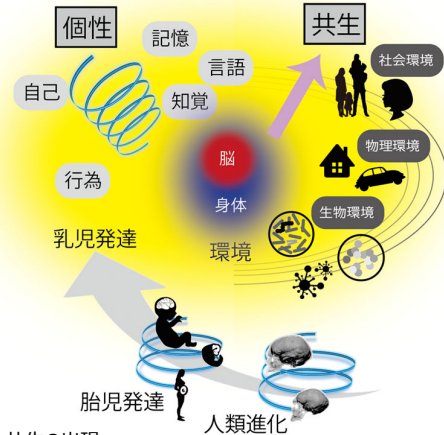 個性
共生
記憶
言語
自己
知覚
行為
社会環境
物理環境
生物環境
脳
身体
環境
乳児発達
胎児発達
人類進化